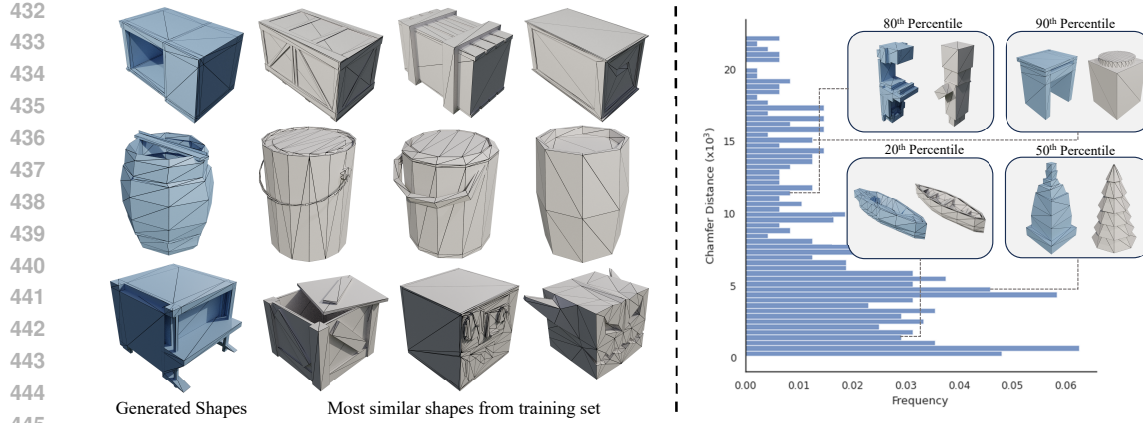 432
433
434
435
436
437
438
439
440
441
442
443
444
Generated Shapes
Most similar shapes from training set
80th Percentile
90th Percentile
20th Percentile
50th Percentile
Chamfer Distance (x10³)
20
15
10
5
0
0.00 0.01 0.02 0.03 0.04 0.05 0.06
Frequency